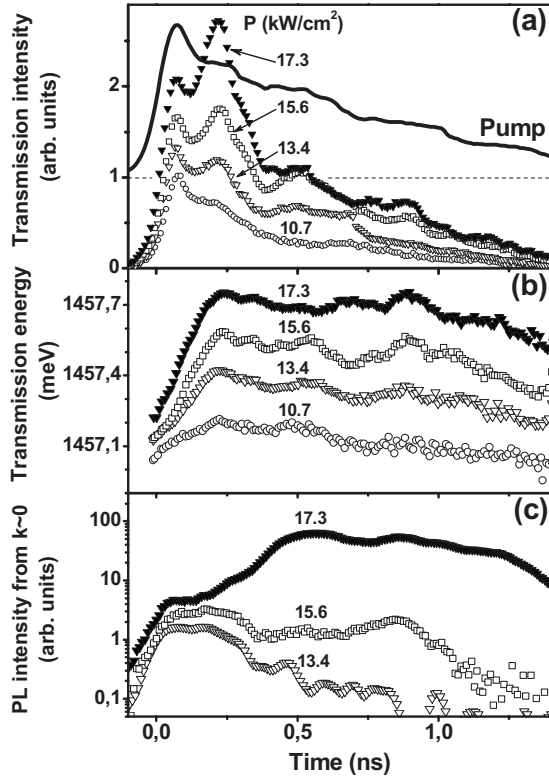 (a)
P (kW/cm²)
17.3
15.6
13.4
10.7
Pump
2
1
0
Transmission intensity
(arb. units)
(b)
17.3
15.6
13.4
10.7
1457,7
1457,4
1457,1
Transmission energy
(meV)
(c)
17.3
15.6
13.4
100
10
1
0,1
PL intensity from k~0
(arb. units)
0,0
0,5
1,0
Time (ns)